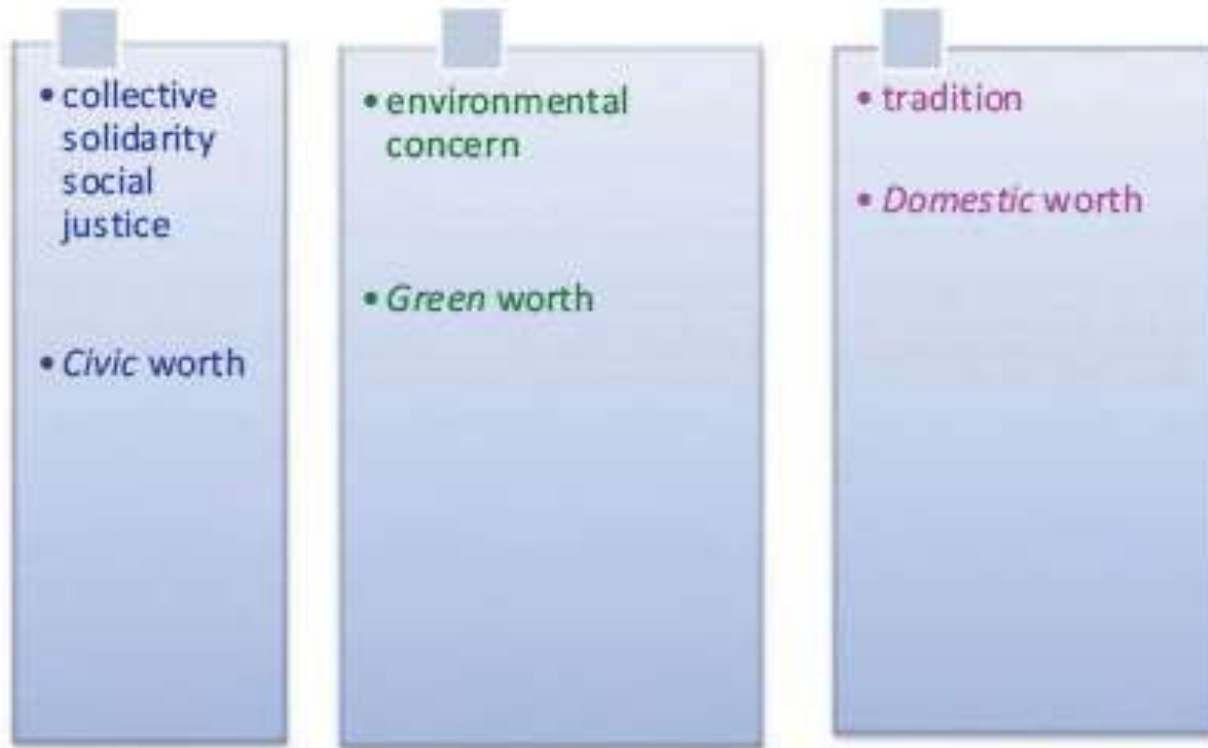 • collective
solidarity
social
justice
• Civic worth
• environmental
concern
• Green worth
• tradition
• Domestic worth